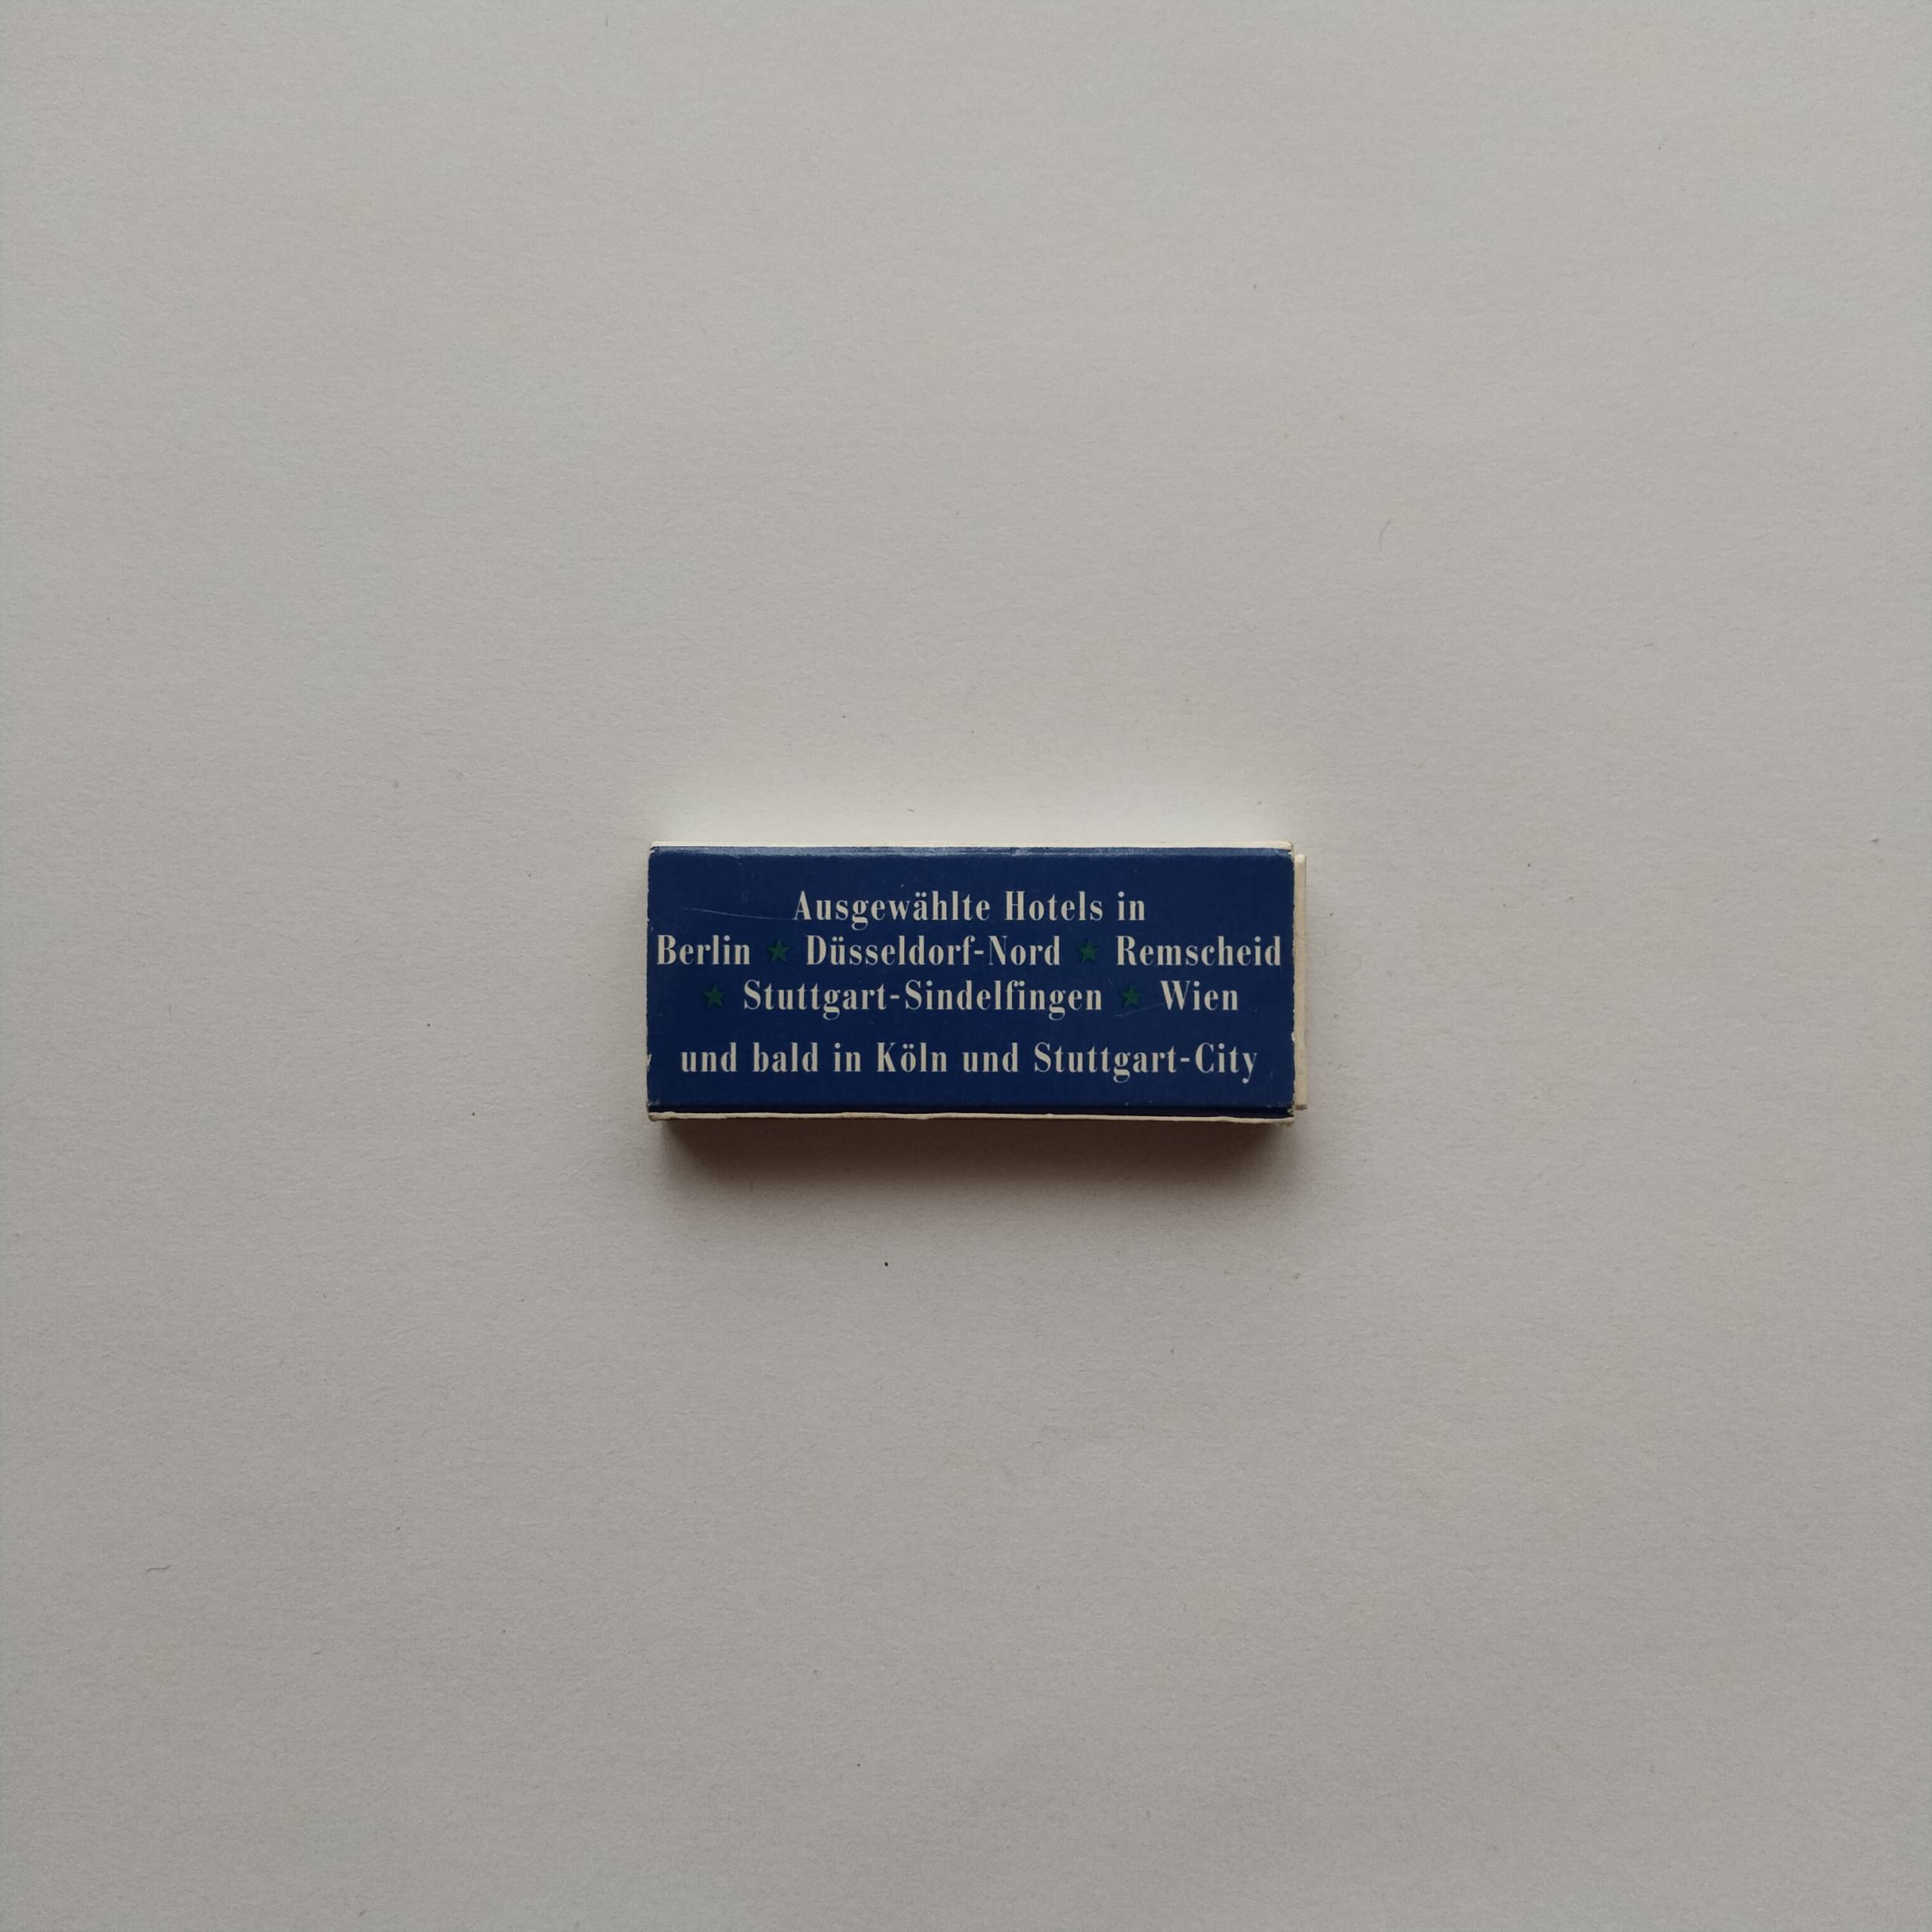 Ausgewählte Hotels in
Berlin ★ Düsseldorf-Nord ★ Remscheid
★ Stuttgart-Sindelfingen ★ Wien
und bald in Köln und Stuttgart-City